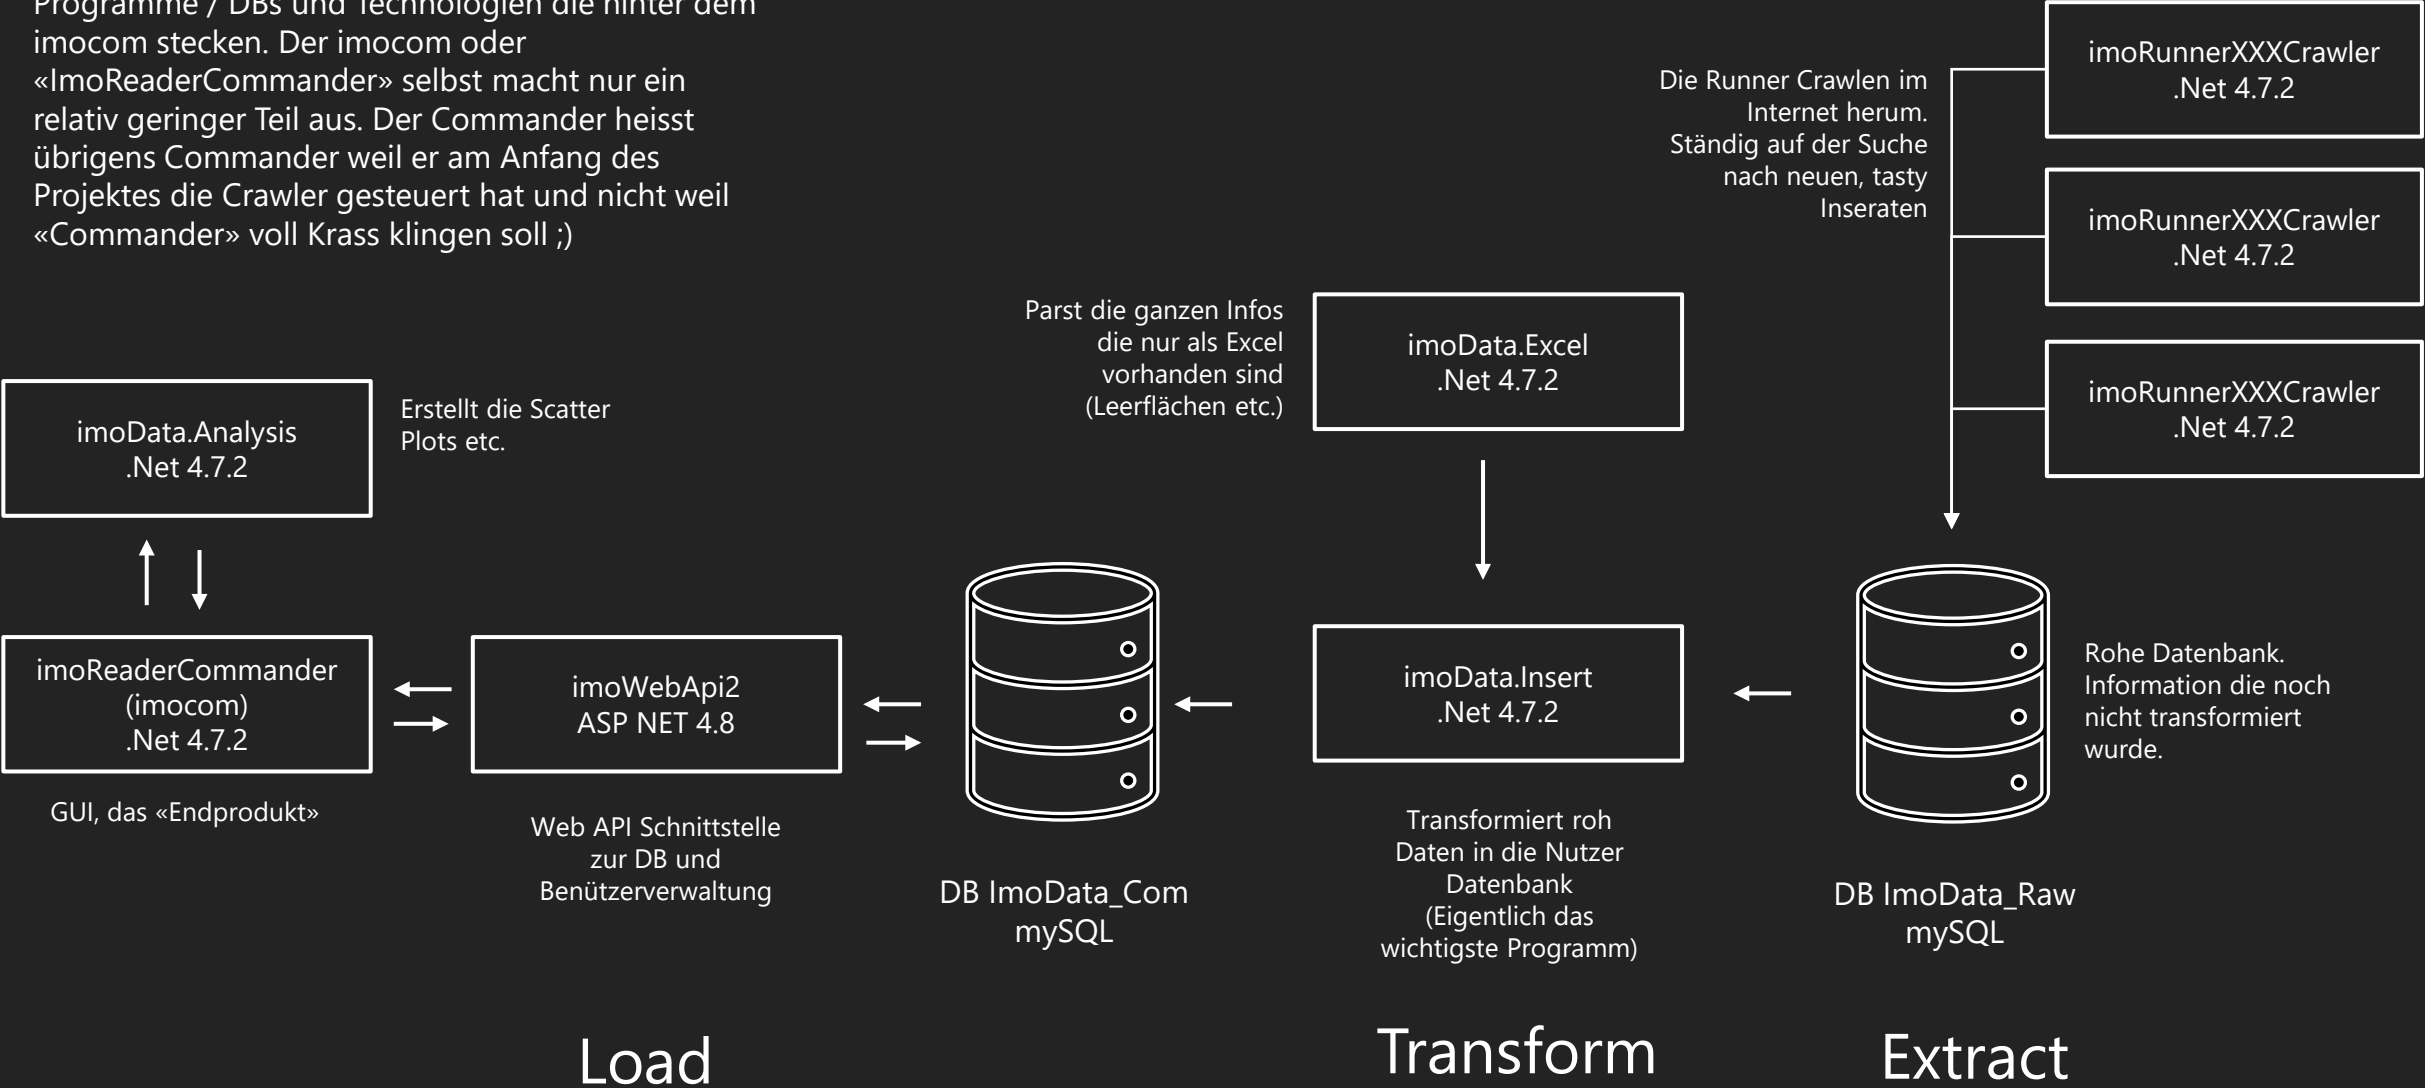 Programme / DBs und Technologien die hinter dem
imocom stecken. Der imocom oder
«ImoReaderCommander» selbst macht nur ein
relativ geringer Teil aus. Der Commander heisst
übrigens Commander weil er am Anfang des
Projektes die Crawler gesteuert hat und nicht weil
«Commander» voll Krass klingen soll ;)
Die Runner Crawlen im
Internet herum.
Ständig auf der Suche
nach neuen, tasty
Inseraten
imoRunnerXXXCrawler
.Net 4.7.2
imoRunnerXXXCrawler
.Net 4.7.2
imoRunnerXXXCrawler
.Net 4.7.2
Parst die ganzen Infos
die nur als Excel
vorhanden sind
(Leerflächen etc.)
imoData.Excel
.Net 4.7.2
imoData.Analysis
.Net 4.7.2
Erstellt die Scatter
Plots etc.
imoReaderCommander
(imocom)
.Net 4.7.2
GUI, das «Endprodukt»
imoWebApi2
ASP NET 4.8
Web API Schnittstelle
zur DB und
Benützerverwaltung
DB ImoData_Com
mySQL
imoData.Insert
.Net 4.7.2
Transformiert roh
Daten in die Nutzer
Datenbank
(Eigentlich das
wichtigste Programm)
Rohe Datenbank.
Information die noch
nicht transformiert
wurde.
DB ImoData_Raw
mySQL
Load
Transform
Extract